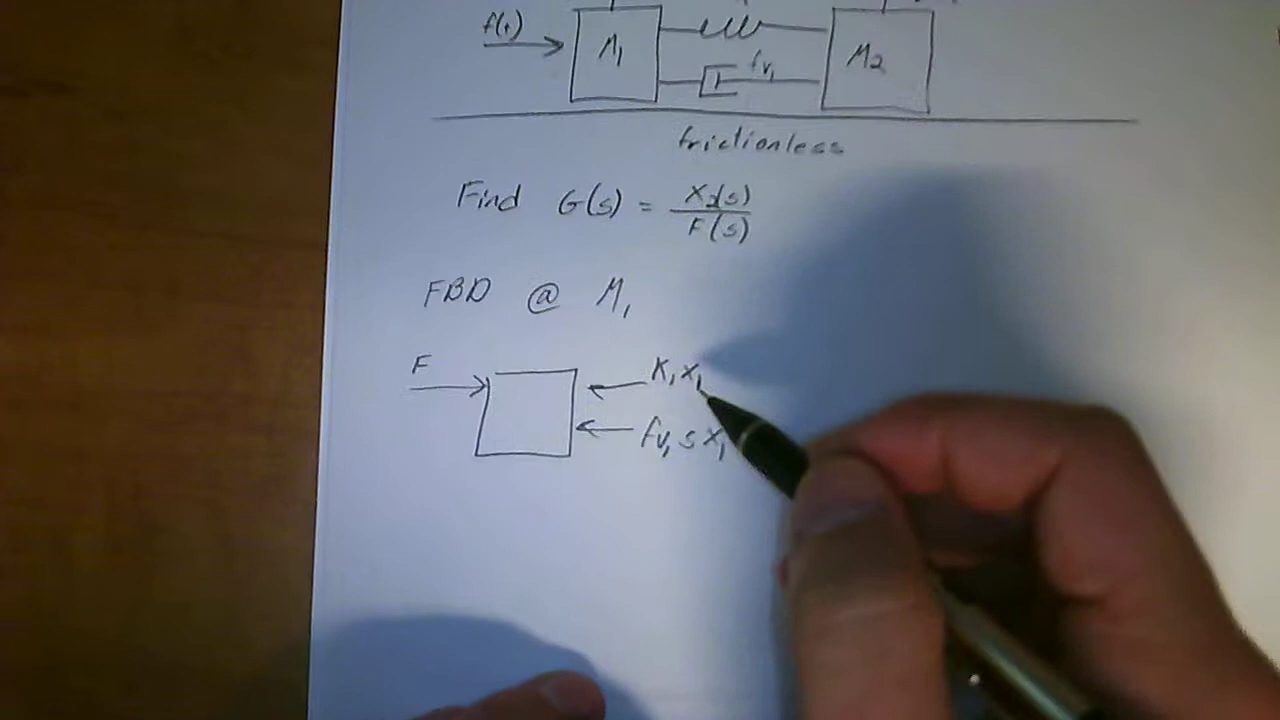 f(t)
M₁
M₂
fv₁
frictionless
Find G(s) = X₂(s) / F(s)
FBD @ M₁
F
K₁X₁
fv₁sX₁